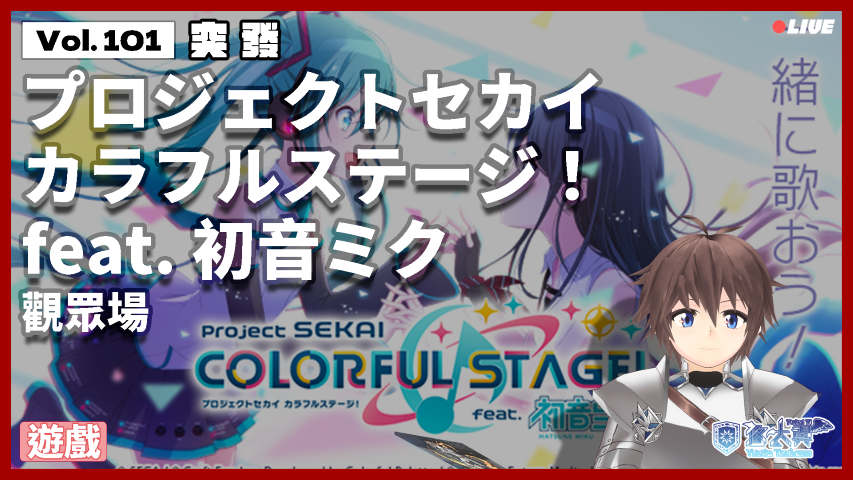 Vol.101 突發
LIVE
プロジェクトセカイ
カラフルステージ！
feat. 初音ミク
觀眾場
緒に歌おう！
Project SEKAI
COLORFUL STAGE!
プロジェクトセカイ カラフルステージ！
feat. 初音
HATSUNE MIKU
遊戲